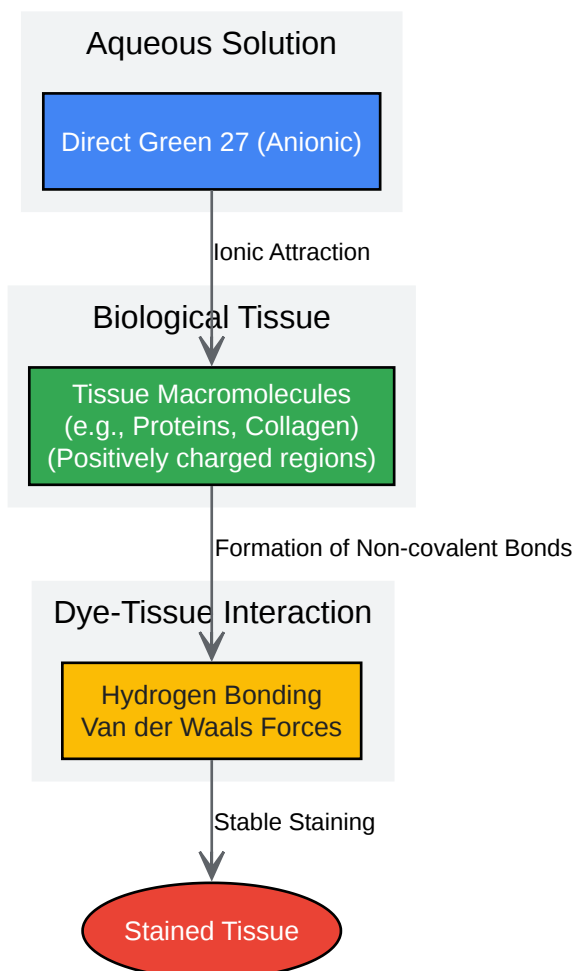 Aqueous Solution
Direct Green 27 (Anionic)
Ionic Attraction
Biological Tissue
Tissue Macromolecules
(e.g., Proteins, Collagen)
(Positively charged regions)
Formation of Non-covalent Bonds
Dye-Tissue Interaction
Hydrogen Bonding
Van der Waals Forces
Stable Staining
Stained Tissue